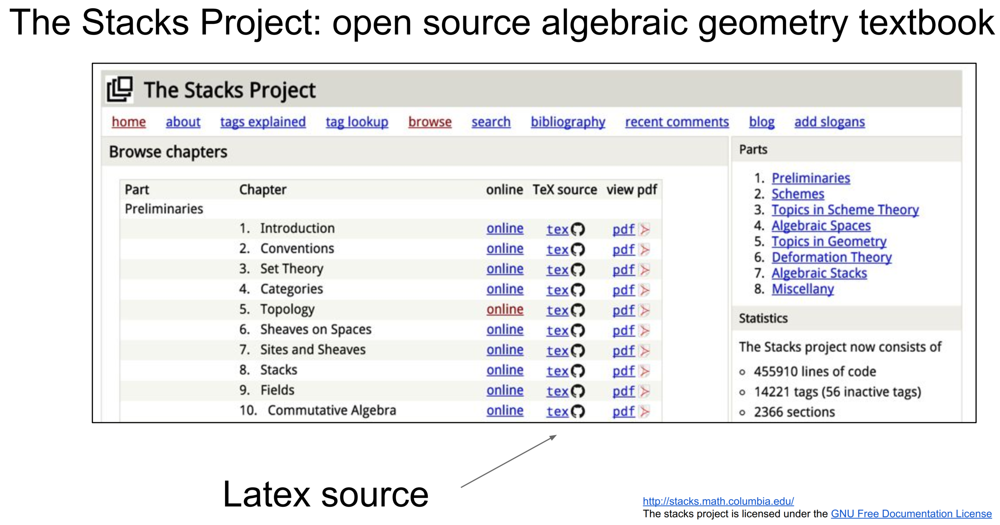 The Stacks Project: open source algebraic geometry textbook
The Stacks Project
home about tags explained tag lookup browse search bibliography recent comments blog add slogans
Browse chapters
Part Chapter online TeX source view pdf
Preliminaries
1. Introduction online tex pdf
2. Conventions online tex pdf
3. Set Theory online tex pdf
4. Categories online tex pdf
5. Topology online tex pdf
6. Sheaves on Spaces online tex pdf
7. Sites and Sheaves online tex pdf
8. Stacks online tex pdf
9. Fields online tex pdf
10. Commutative Algebra online tex pdf
Parts
1. Preliminaries
2. Schemes
3. Topics in Scheme Theory
4. Algebraic Spaces
5. Topics in Geometry
6. Deformation Theory
7. Algebraic Stacks
8. Miscellany
Statistics
The Stacks project now consists of
455910 lines of code
14221 tags (56 inactive tags)
2366 sections
Latex source
http://stacks.math.columbia.edu/
The stacks project is licensed under the GNU Free Documentation License